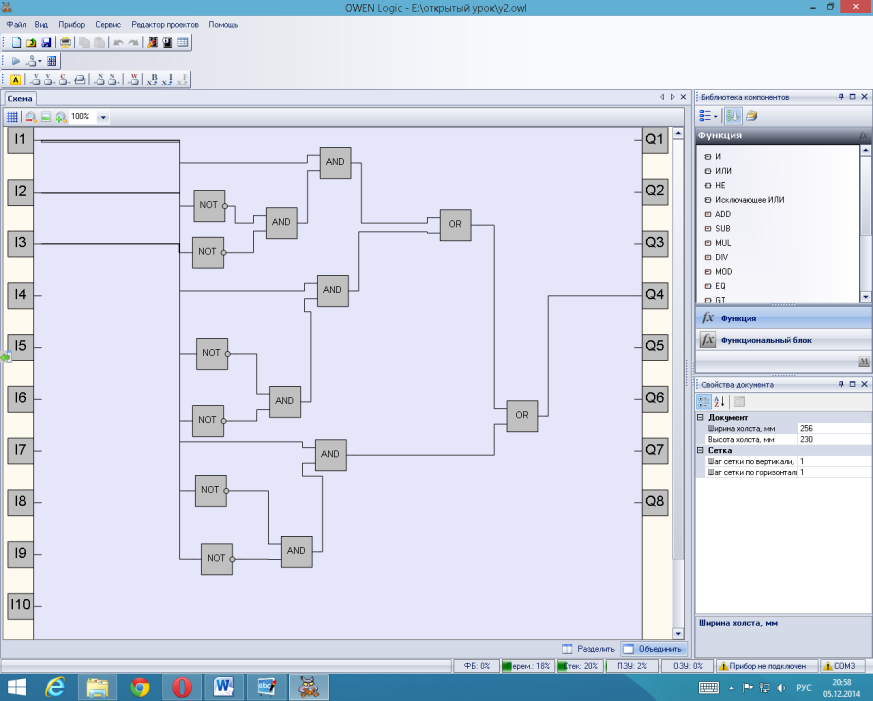 OWEN Logic - E:\открытый урок\y2.owl
Файл Вид Прибор Сервис Редактор проектов Помощь
Схема
100%
I1
I2
I3
I4
I5
I6
I7
I8
I9
I10
AND
NOT
AND
NOT
OR
AND
NOT
AND
NOT
OR
AND
NOT
AND
NOT
Q1
Q2
Q3
Q4
Q5
Q6
Q7
Q8
Библиотека компонентов
Функция
И
ИЛИ
НЕ
Исключающее ИЛИ
ADD
SUB
MUL
DIV
MOD
EQ
GT
fx Функция
fx Функциональный блок
M
Свойства документа
Документ
Ширина холста, мм 256
Высота холста, мм 230
Сетка
Шаг сетки по вертикали, 1
Шаг сетки по горизонтали 1
Ширина холста, мм
Разделить Объединить
ФБ: 0% Перем.: 18% Стек: 20% ПЗУ: 2% ОЗУ: 0% Прибор не подключен COM3
РУС
20:58
05.12.2014